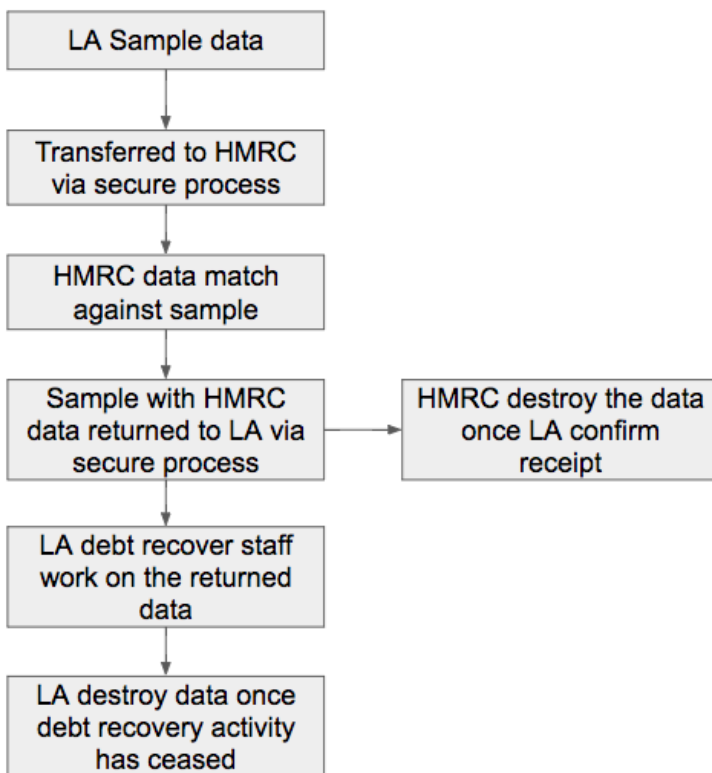 LA Sample data
Transferred to HMRC
via secure process
HMRC data match
against sample
Sample with HMRC
data returned to LA via
secure process
HMRC destroy the data
once LA confirm
receipt
LA debt recover staff
work on the returned
data
LA destroy data once
debt recovery activity
has ceased